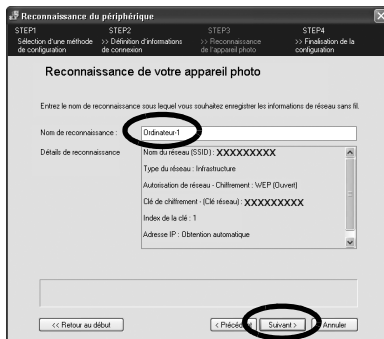 Reconnaissance du périphérique
STEP1 STEP2 STEP3 STEP4
Sélection d'une méthode de configuration
>> Définition d'informations de connexion
>> Reconnaissance de l'appareil photo
>> Finalisation de la configuration
Reconnaissance de votre appareil photo
Entrez le nom de reconnaissance sous lequel vous souhaitez enregistrer les informations de réseau sans fil.
Nom de reconnaissance : Ordinateur-1
Détails de reconnaissance
Nom du réseau (SSID) : XXXXXXXXX
Type du réseau : Infrastructure
Autorisation de réseau - Chiffrement : WEP (Ouvert)
Clé de chiffrement - (Clé réseau) : XXXXXXXXX
Index de la clé : 1
Adresse IP : Obtention automatique
<< Retour au début < Précédent Suivant > Annuler